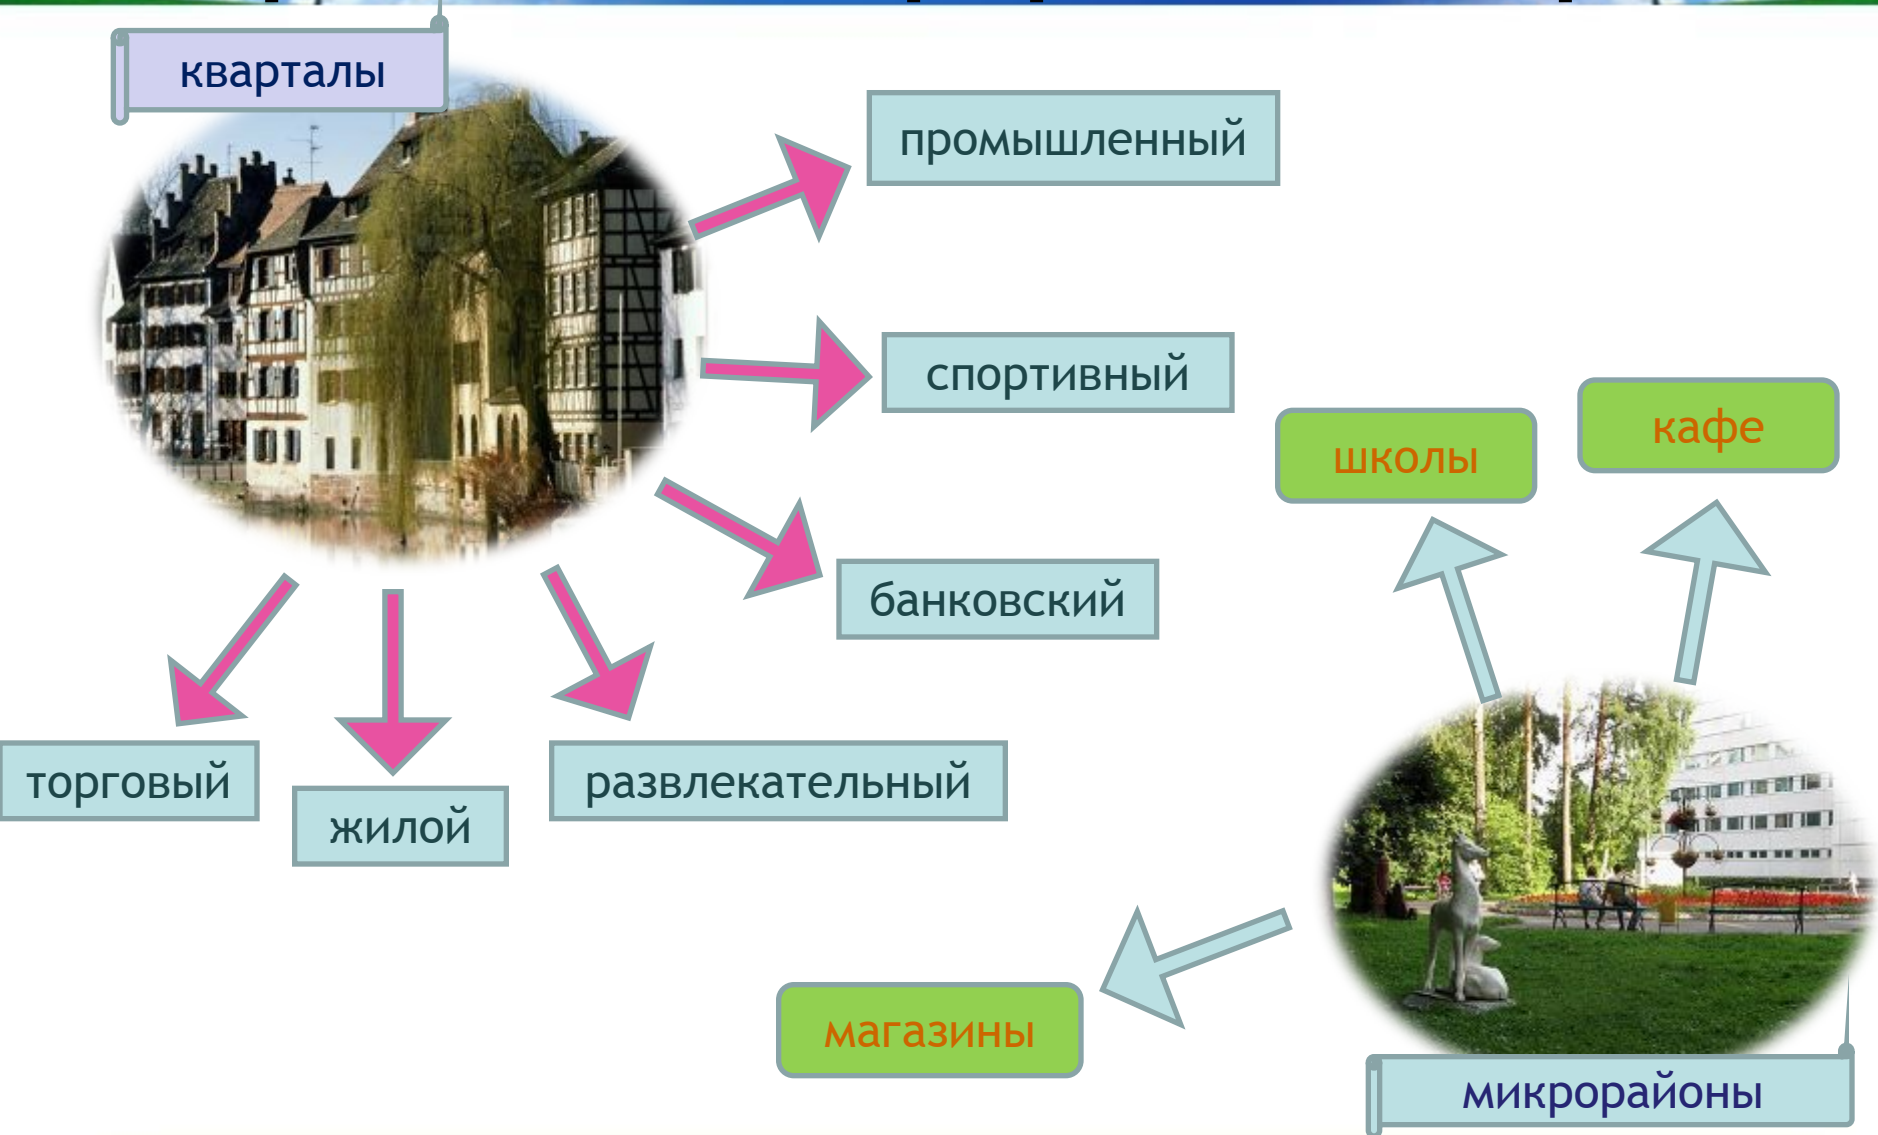 кварталы
промышленный
спортивный
школы
кафе
банковский
торговый
жилой
развлекательный
магазины
микрорайоны